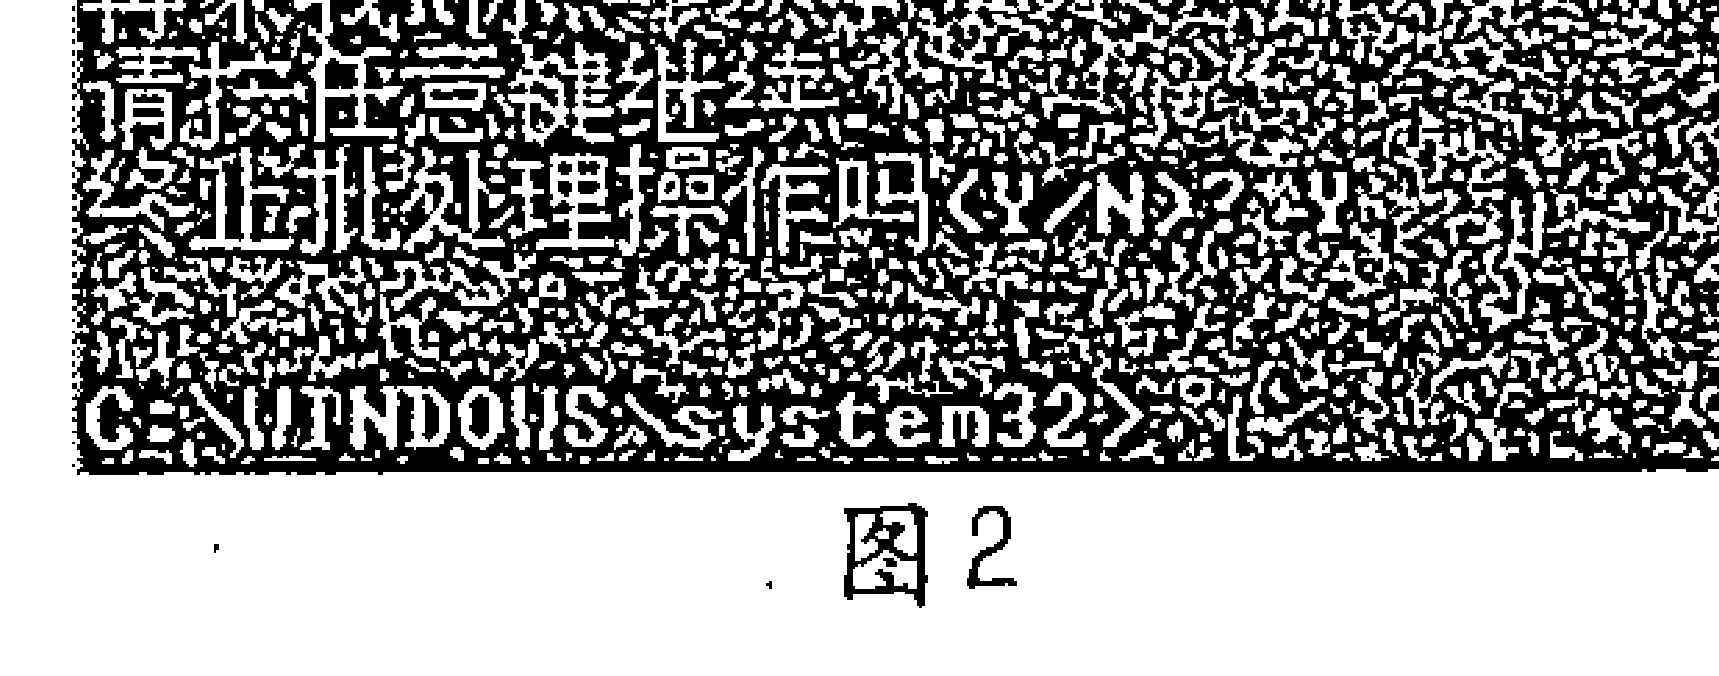 请按任意键继续. . .
终止批处理操作吗(Y/N)? Y
C:\WINDOWS\system32>
图 2